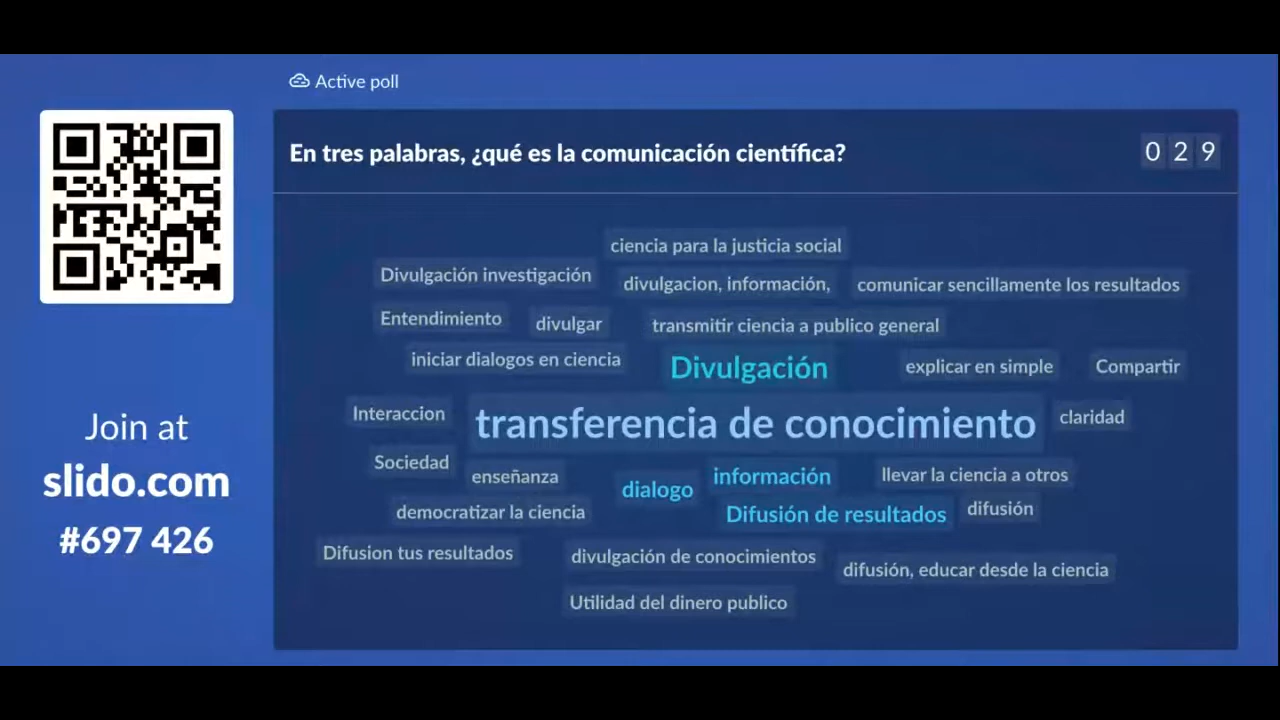 Active poll
En tres palabras, ¿qué es la comunicación científica?
029
ciencia para la justicia social
Divulgación investigación
divulgacion, información,
comunicar sencillamente los resultados
Entendimiento
divulgar
transmitir ciencia a publico general
iniciar dialogos en ciencia
Divulgación
explicar en simple
Compartir
Interaccion
transferencia de conocimiento
claridad
Sociedad
enseñanza
dialogo
información
llevar la ciencia a otros
democratizar la ciencia
Difusión de resultados
difusión
Difusion tus resultados
divulgación de conocimientos
difusión, educar desde la ciencia
Utilidad del dinero publico
Join at
slido.com
#697 426